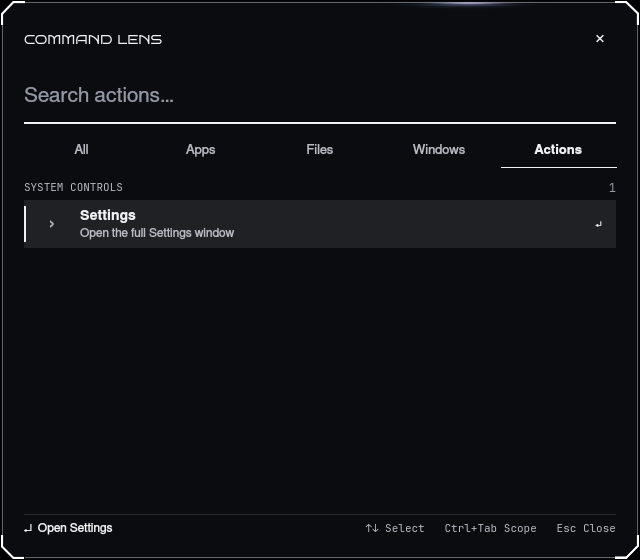 COMMAND LENS ×
Search actions...
All Apps Files Windows Actions
SYSTEM CONTROLS 1
› Settings
Open the full Settings window ↵
↵ Open Settings ↑↓ Select Ctrl+Tab Scope Esc Close